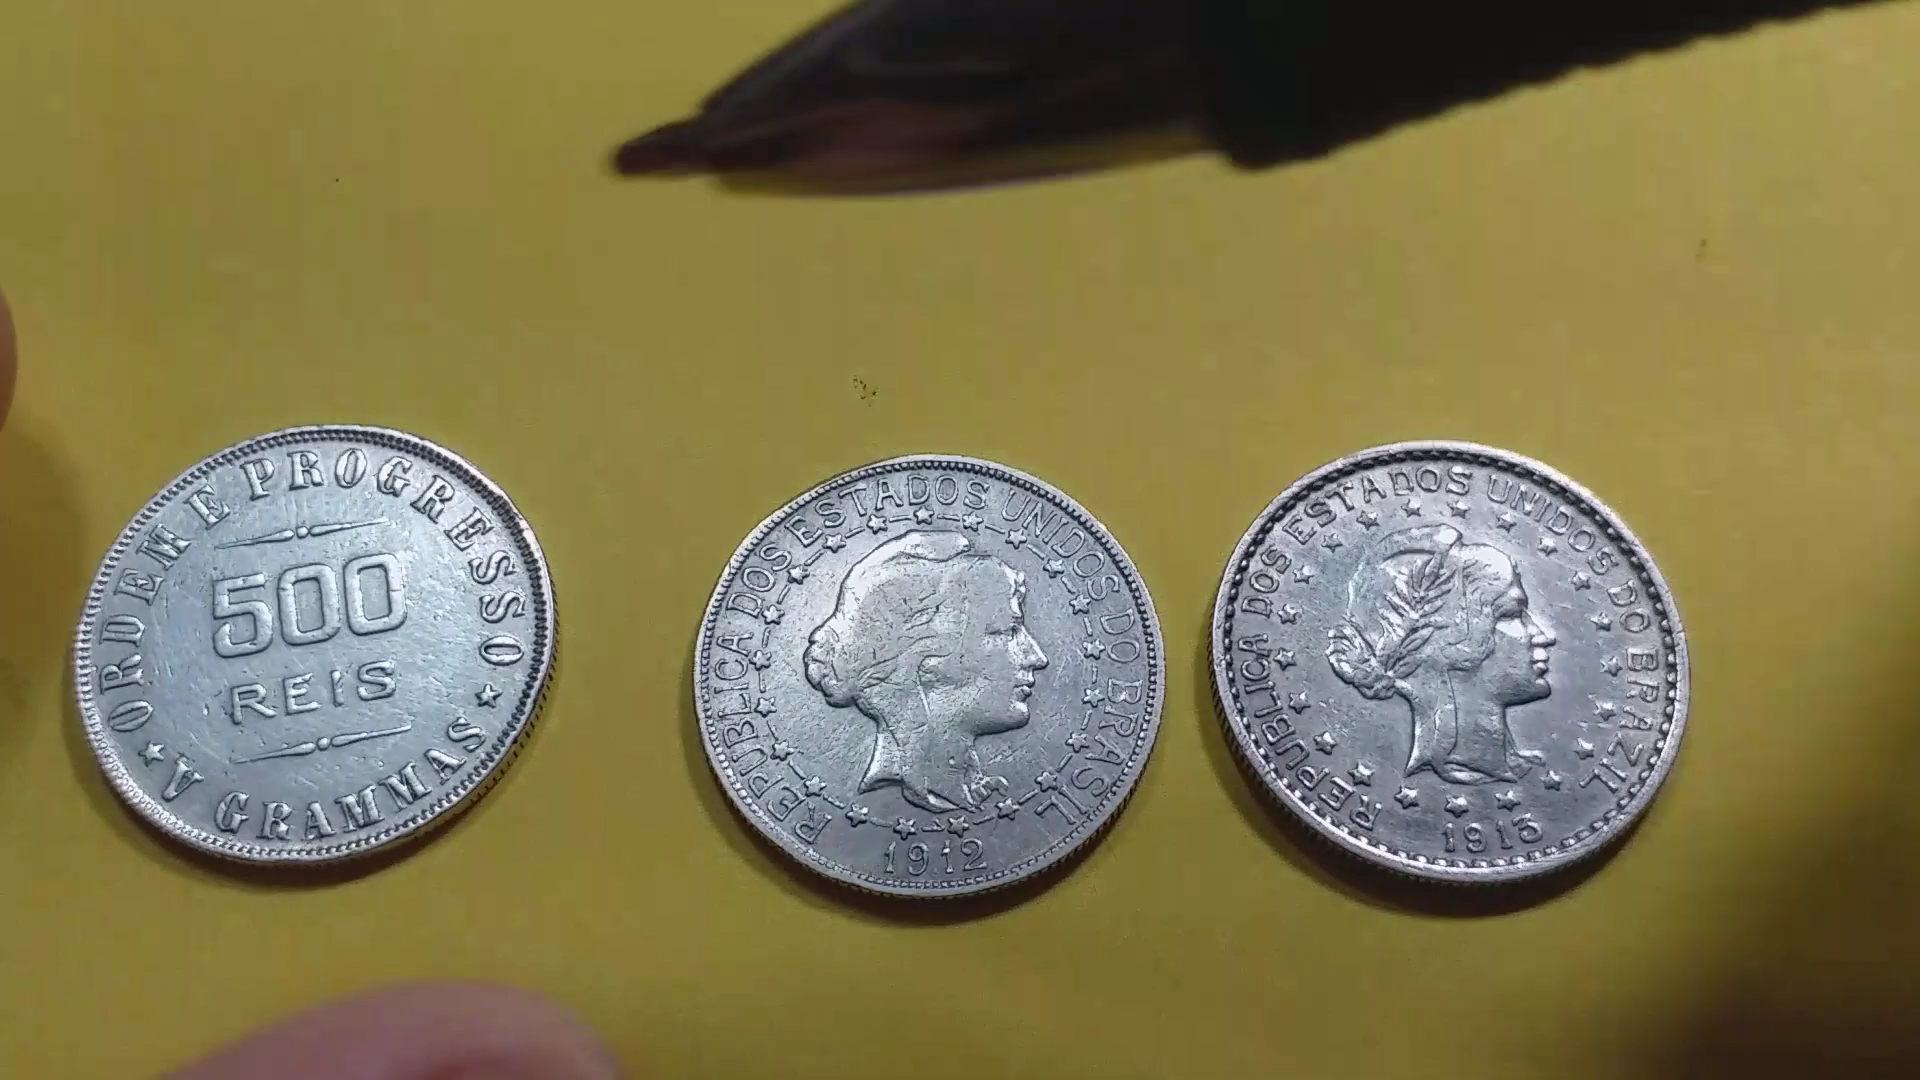 ORDEM E PROGRESSO
500
REIS
V GRAMMAS
REPUBLICA DOS ESTADOS UNIDOS DO BRASIL
1912
REPUBLICA DOS ESTADOS UNIDOS DO BRAZIL
1913